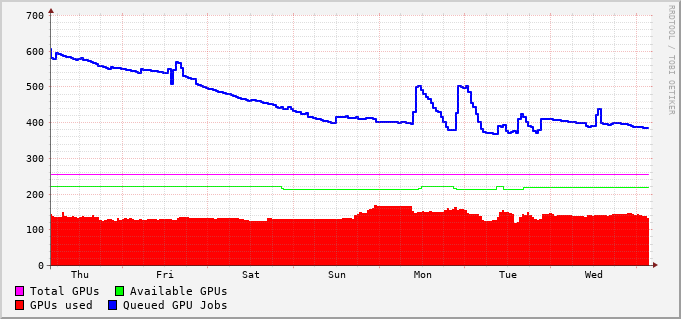 700
600
500
400
300
200
100
0
Thu Fri Sat Sun Mon Tue Wed
Total GPUs Available GPUs
GPUs used Queued GPU Jobs
RRDTOOL / TOBI OETIKER